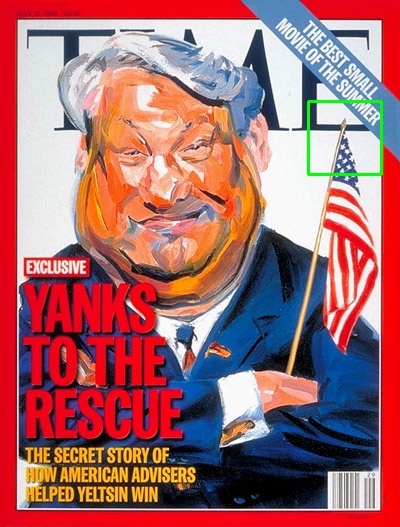 TIME
THE BEST SMALL
MOVIE OF THE SUMMER
EXCLUSIVE
YANKS
TO THE
RESCUE
THE SECRET STORY OF
HOW AMERICAN ADVISERS
HELPED YELTSIN WIN
29